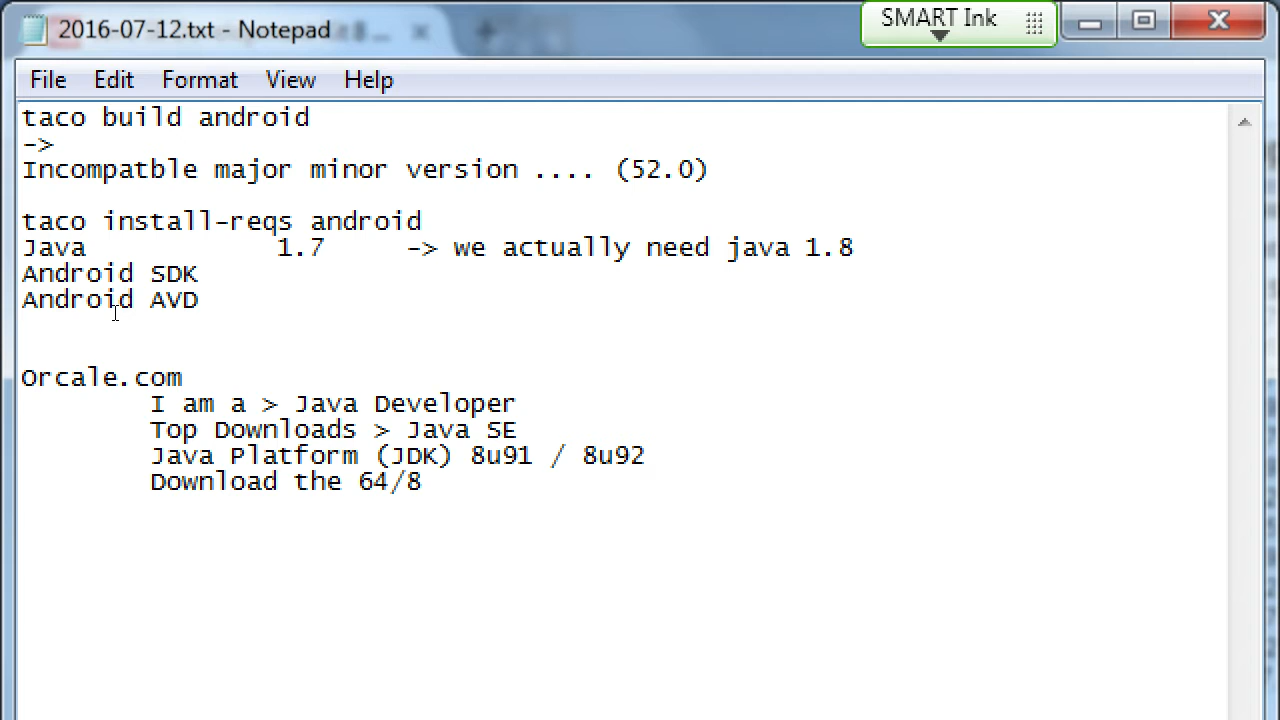 2016-07-12.txt - Notepad
SMART Ink
File Edit Format View Help
taco build android
->
Incompatble major minor version .... (52.0)
taco install-reqs android
Java 1.7 -> we actually need java 1.8
Android SDK
Android AVD
Orcale.com
I am a > Java Developer
Top Downloads > Java SE
Java Platform (JDK) 8u91 / 8u92
Download the 64/8